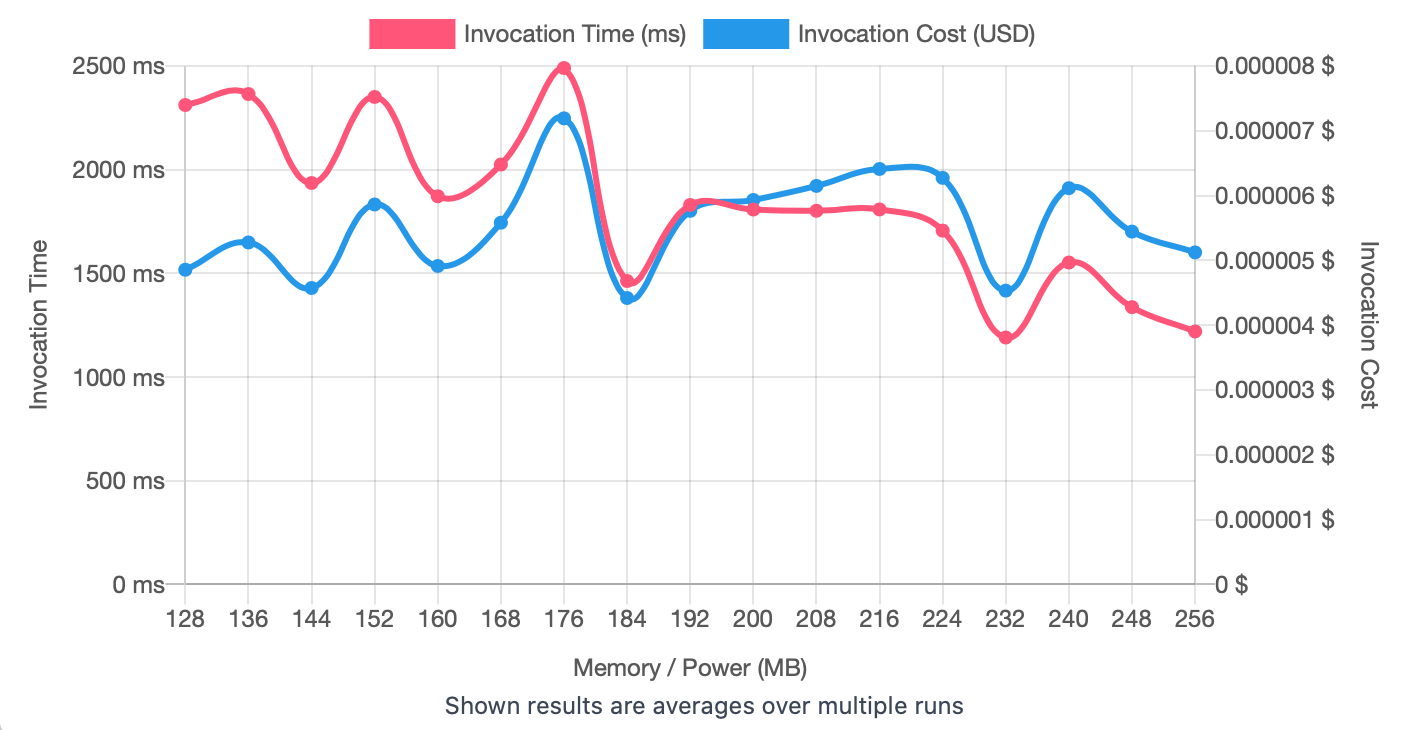 Invocation Time (ms) Invocation Cost (USD)
2500 ms 0.000008 $
0.000007 $
2000 ms
0.000006 $
1500 ms 0.000005 $
0.000004 $
1000 ms
0.000003 $
500 ms 0.000002 $
0.000001 $
0 ms 0 $
Invocation Time
Invocation Cost
128 136 144 152 160 168 176 184 192 200 208 216 224 232 240 248 256
Memory / Power (MB)
Shown results are averages over multiple runs